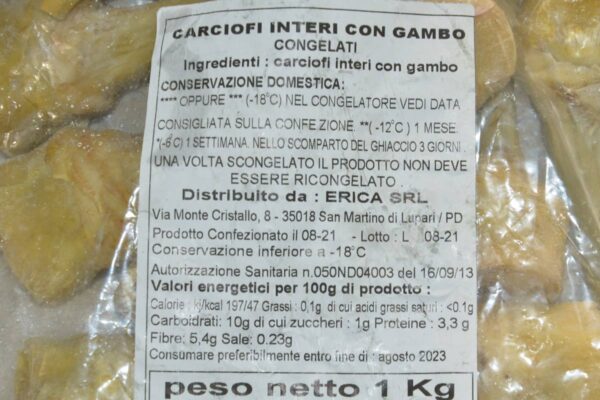 CARCIOFI INTERI CON GAMBO
CONGELATI
Ingredienti : carciofi interi con gambo
CONSERVAZIONE DOMESTICA:
**** OPPURE *** (-18°C) NEL CONGELATORE VEDI DATA
CONSIGLIATA SULLA CONFEZIONE. **(-12°C ) 1 MESE.
*(-6°C) 1 SETTIMANA. NELLO SCOMPARTO DEL GHIACCIO 3 GIORNI .
UNA VOLTA SCONGELATO IL PRODOTTO NON DEVE
ESSERE RICONGELATO .
Distribuito da : ERICA SRL
Via Monte Cristallo, 8 - 35018 San Martino di Lupari / PD
Prodotto Confezionato il 08-21 - Lotto : L 08-21
Conservazione inferiore a -18°C
Autorizzazione Sanitaria n.050ND04003 del 16/09/13
Valori energetici per 100g di prodotto :
Calorie : kj/kcal 197/47 Grassi : 0,1g di cui acidi grassi saturi : <0.1g
Carboidrati: 10g di cui zuccheri : 1g Proteine : 3,3 g
Fibre: 5,4g Sale: 0.23g
Consumare preferibilmente entro fine di : agosto 2023
peso netto 1 Kg